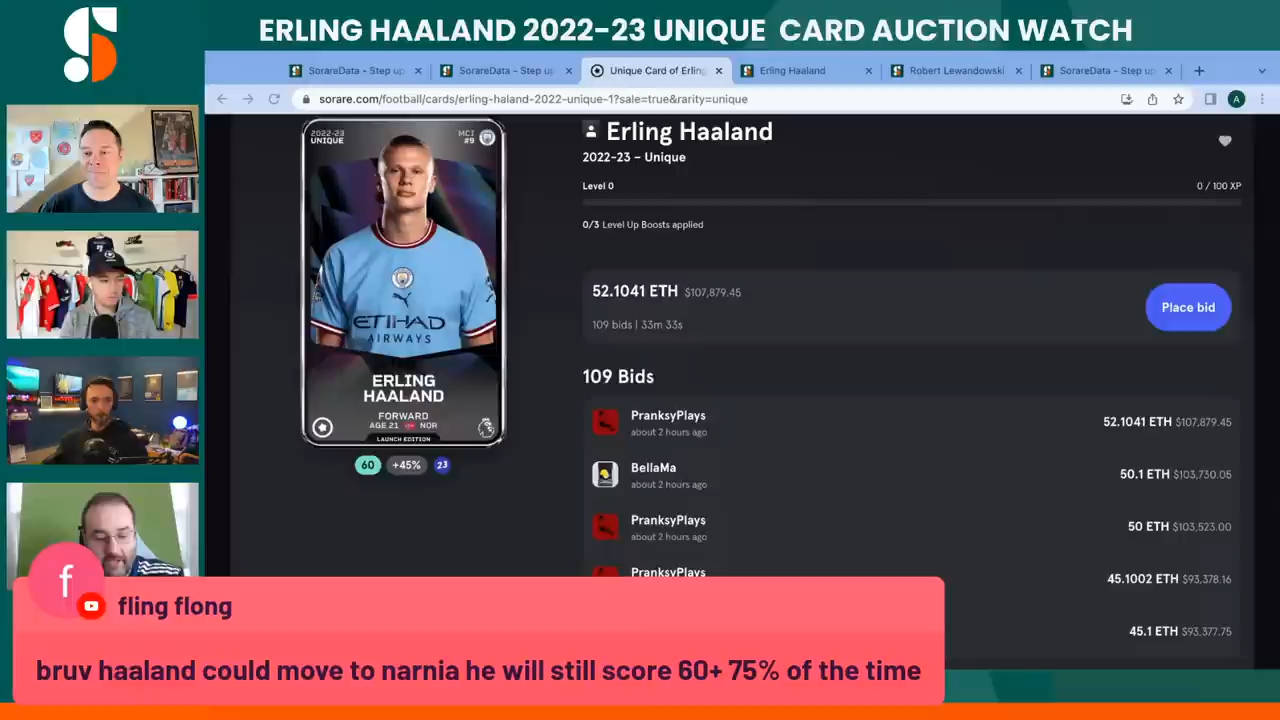 ERLING HAALAND 2022-23 UNIQUE CARD AUCTION WATCH
SorareData - Step up
SorareData - Step up
Unique Card of Erling
Erling Haaland
Robert Lewandowski
SorareData - Step up
sorare.com/football/cards/erling-haland-2022-unique-1?sale=true&rarity=unique
A
2022-23
UNIQUE
MCI
#9
ETIHAD
AIRWAYS
ERLING
HAALAND
FORWARD
AGE 21 NOR
LAUNCH EDITION
60
+45%
23
Erling Haaland
2022-23 – Unique
Level 0
0 / 100 XP
0/3 Level Up Boosts applied
52.1041 ETH $107,879.45
109 bids | 33m 33s
Place bid
109 Bids
PranksyPlays
about 2 hours ago
52.1041 ETH $107,879.45
BellaMa
about 2 hours ago
50.1 ETH $103,730.05
PranksyPlays
about 2 hours ago
50 ETH $103,523.00
PranksyPlays
45.1002 ETH $93,378.16
45.1 ETH $93,377.75
f
fling flong
bruv haaland could move to narnia he will still score 60+ 75% of the time